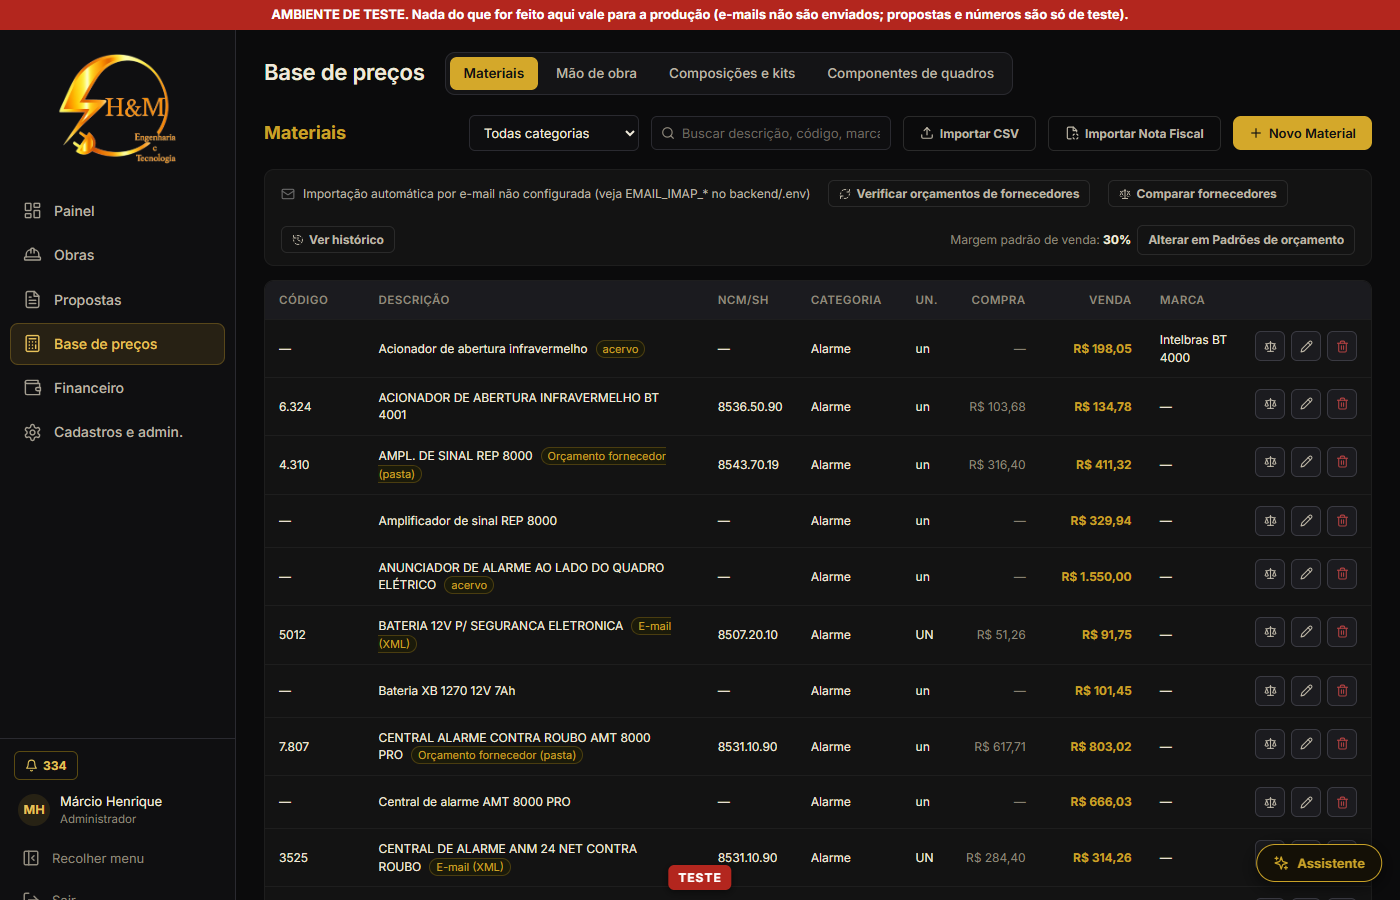 AMBIENTE DE TESTE. Nada do que for feito aqui vale para a produção (e-mails não são enviados; propostas e números são só de teste).
H&M
Engenharia
e
Tecnologia
Painel
Obras
Propostas
Base de preços
Financeiro
Cadastros e admin.
334
MH
Márcio Henrique
Administrador
Recolher menu
Sair
Base de preços
Materiais
Mão de obra
Composições e kits
Componentes de quadros
Materiais
Todas categorias
Buscar descrição, código, marca
Importar CSV
Importar Nota Fiscal
Novo Material
Importação automática por e-mail não configurada (veja EMAIL_IMAP_* no backend/.env)
Verificar orçamentos de fornecedores
Comparar fornecedores
Ver histórico
Margem padrão de venda: 30%
Alterar em Padrões de orçamento
CÓDIGO DESCRIÇÃO NCM/SH CATEGORIA UN. COMPRA VENDA MARCA
— Acionador de abertura infravermelho acervo — Alarme un — R$ 198,05 Intelbras BT
4000
6.324 ACIONADOR DE ABERTURA INFRAVERMELHO BT
4001 8536.50.90 Alarme un R$ 103,68 R$ 134,78 —
4.310 AMPL. DE SINAL REP 8000 Orçamento fornecedor
(pasta) 8543.70.19 Alarme un R$ 316,40 R$ 411,32 —
— Amplificador de sinal REP 8000 — Alarme un — R$ 329,94 —
— ANUNCIADOR DE ALARME AO LADO DO QUADRO
ELÉTRICO acervo — Alarme un — R$ 1.550,00 —
5012 BATERIA 12V P/ SEGURANCA ELETRONICA E-mail
(XML) 8507.20.10 Alarme UN R$ 51,26 R$ 91,75 —
— Bateria XB 1270 12V 7Ah — Alarme un — R$ 101,45 —
7.807 CENTRAL ALARME CONTRA ROUBO AMT 8000
PRO Orçamento fornecedor (pasta) 8531.10.90 Alarme un R$ 617,71 R$ 803,02 —
— Central de alarme AMT 8000 PRO — Alarme un — R$ 666,03 —
3525 CENTRAL DE ALARME ANM 24 NET CONTRA
ROUBO E-mail (XML) 8531.10.90 Alarme UN R$ 284,40 R$ 314,26 —
TESTE
Assistente